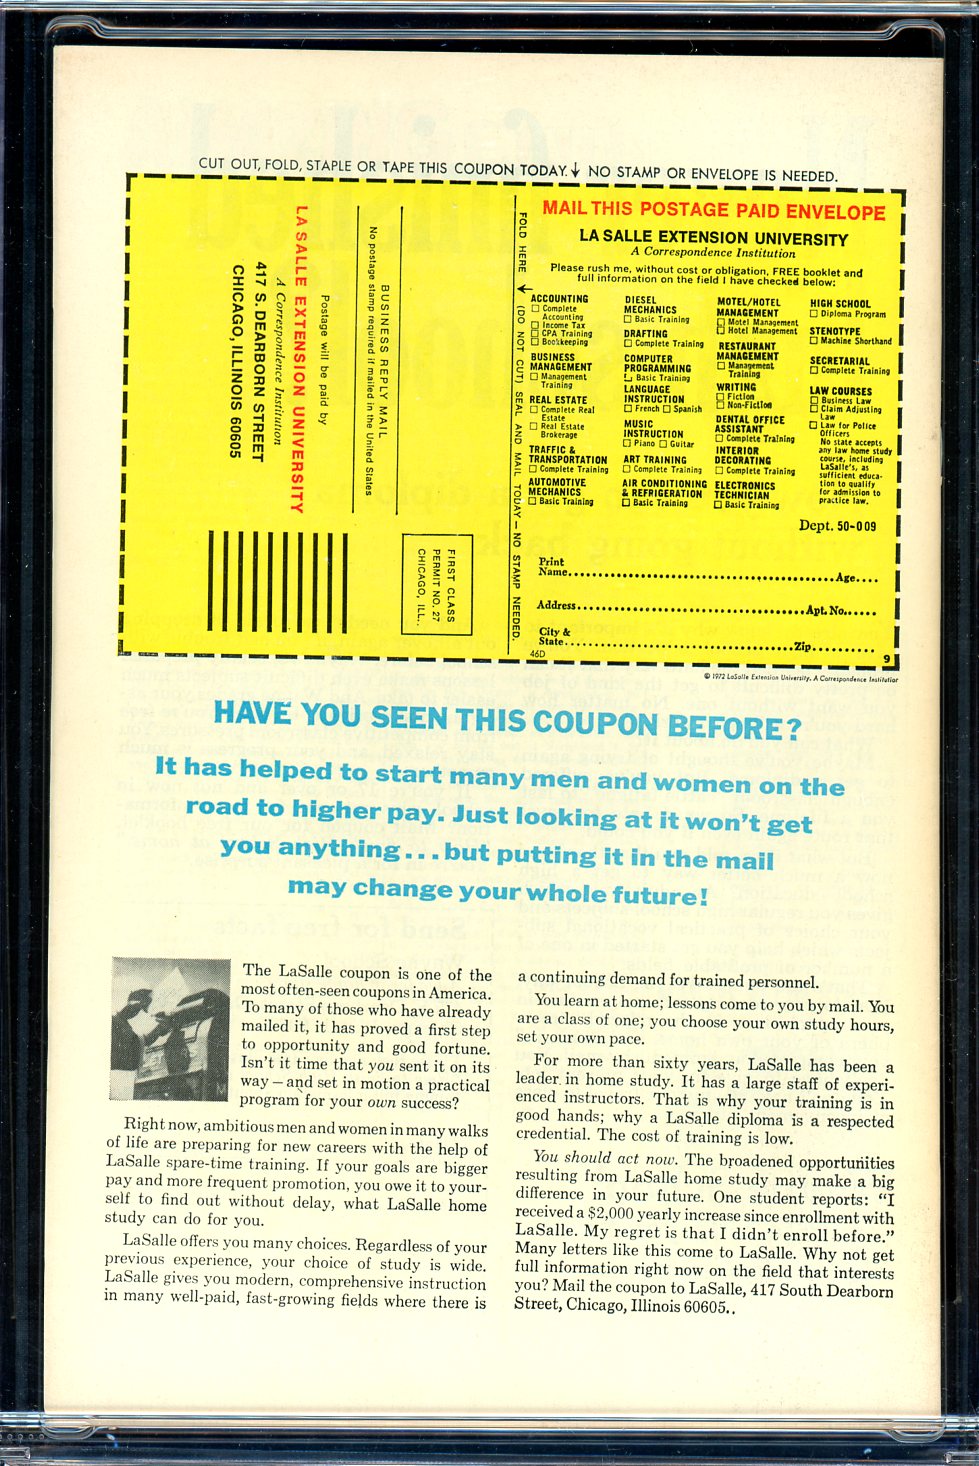 CUT OUT, FOLD, STAPLE OR TAPE THIS COUPON TODAY. ↓ NO STAMP OR ENVELOPE IS NEEDED.
LA SALLE EXTENSION UNIVERSITY
A Correspondence Institution
417 S. DEARBORN STREET
CHICAGO, ILLINOIS 60605
Postage will be paid by
BUSINESS REPLY MAIL
No postage stamp required if mailed in the United States
FIRST CLASS
PERMIT NO. 27
CHICAGO, ILL.
FOLD HERE → (DO NOT CUT) SEAL AND MAIL TODAY — NO STAMP NEEDED.
MAIL THIS POSTAGE PAID ENVELOPE
LA SALLE EXTENSION UNIVERSITY
A Correspondence Institution
Please rush me, without cost or obligation, FREE booklet and
full information on the field I have checked below:
ACCOUNTING
☐ Complete
Accounting
☐ Income Tax
☐ CPA Training
☐ Bookkeeping
BUSINESS
MANAGEMENT
☐ Management
Training
REAL ESTATE
☐ Complete Real
Estate
☐ Real Estate
Brokerage
TRAFFIC &
TRANSPORTATION
☐ Complete Training
AUTOMOTIVE
MECHANICS
☐ Basic Training
DIESEL
MECHANICS
☐ Basic Training
DRAFTING
☐ Complete Training
COMPUTER
PROGRAMMING
☐ Basic Training
LANGUAGE
INSTRUCTION
☐ French ☐ Spanish
MUSIC
INSTRUCTION
☐ Piano ☐ Guitar
ART TRAINING
☐ Complete Training
AIR CONDITIONING
& REFRIGERATION
☐ Basic Training
MOTEL/HOTEL
MANAGEMENT
☐ Motel Management
☐ Hotel Management
RESTAURANT
MANAGEMENT
☐ Management
Training
WRITING
☐ Fiction
☐ Non-Fiction
DENTAL OFFICE
ASSISTANT
☐ Complete Training
INTERIOR
DECORATING
☐ Complete Training
ELECTRONICS
TECHNICIAN
☐ Basic Training
HIGH SCHOOL
☐ Diploma Program
STENOTYPE
☐ Machine Shorthand
SECRETARIAL
☐ Complete Training
LAW COURSES
☐ Business Law
☐ Claim Adjusting
Law
☐ Law for Police
Officers
No state accepts
any law home study
course, including
LaSalle's, as
sufficient educa-
tion to qualify
for admission to
practice law.
Dept. 50-009
Print
Name........Age....
Address........Apt. No......
City &
State........Zip..........
46D
9
© 1972 LaSalle Extension University. A Correspondence Institution
HAVE YOU SEEN THIS COUPON BEFORE?
It has helped to start many men and women on the
road to higher pay. Just looking at it won't get
you anything...but putting it in the mail
may change your whole future!
The LaSalle coupon is one of the
most often-seen coupons in America.
To many of those who have already
mailed it, it has proved a first step
to opportunity and good fortune.
Isn't it time that you sent it on its
way — and set in motion a practical
program for your own success?
Right now, ambitious men and women in many walks
of life are preparing for new careers with the help of
LaSalle spare-time training. If your goals are bigger
pay and more frequent promotion, you owe it to your-
self to find out without delay, what LaSalle home
study can do for you.
LaSalle offers you many choices. Regardless of your
previous experience, your choice of study is wide.
LaSalle gives you modern, comprehensive instruction
in many well-paid, fast-growing fields where there is
a continuing demand for trained personnel.
You learn at home; lessons come to you by mail. You
are a class of one; you choose your own study hours,
set your own pace.
For more than sixty years, LaSalle has been a
leader in home study. It has a large staff of experi-
enced instructors. That is why your training is in
good hands; why a LaSalle diploma is a respected
credential. The cost of training is low.
You should act now. The broadened opportunities
resulting from LaSalle home study may make a big
difference in your future. One student reports: "I
received a $2,000 yearly increase since enrollment with
LaSalle. My regret is that I didn't enroll before."
Many letters like this come to LaSalle. Why not get
full information right now on the field that interests
you? Mail the coupon to LaSalle, 417 South Dearborn
Street, Chicago, Illinois 60605..